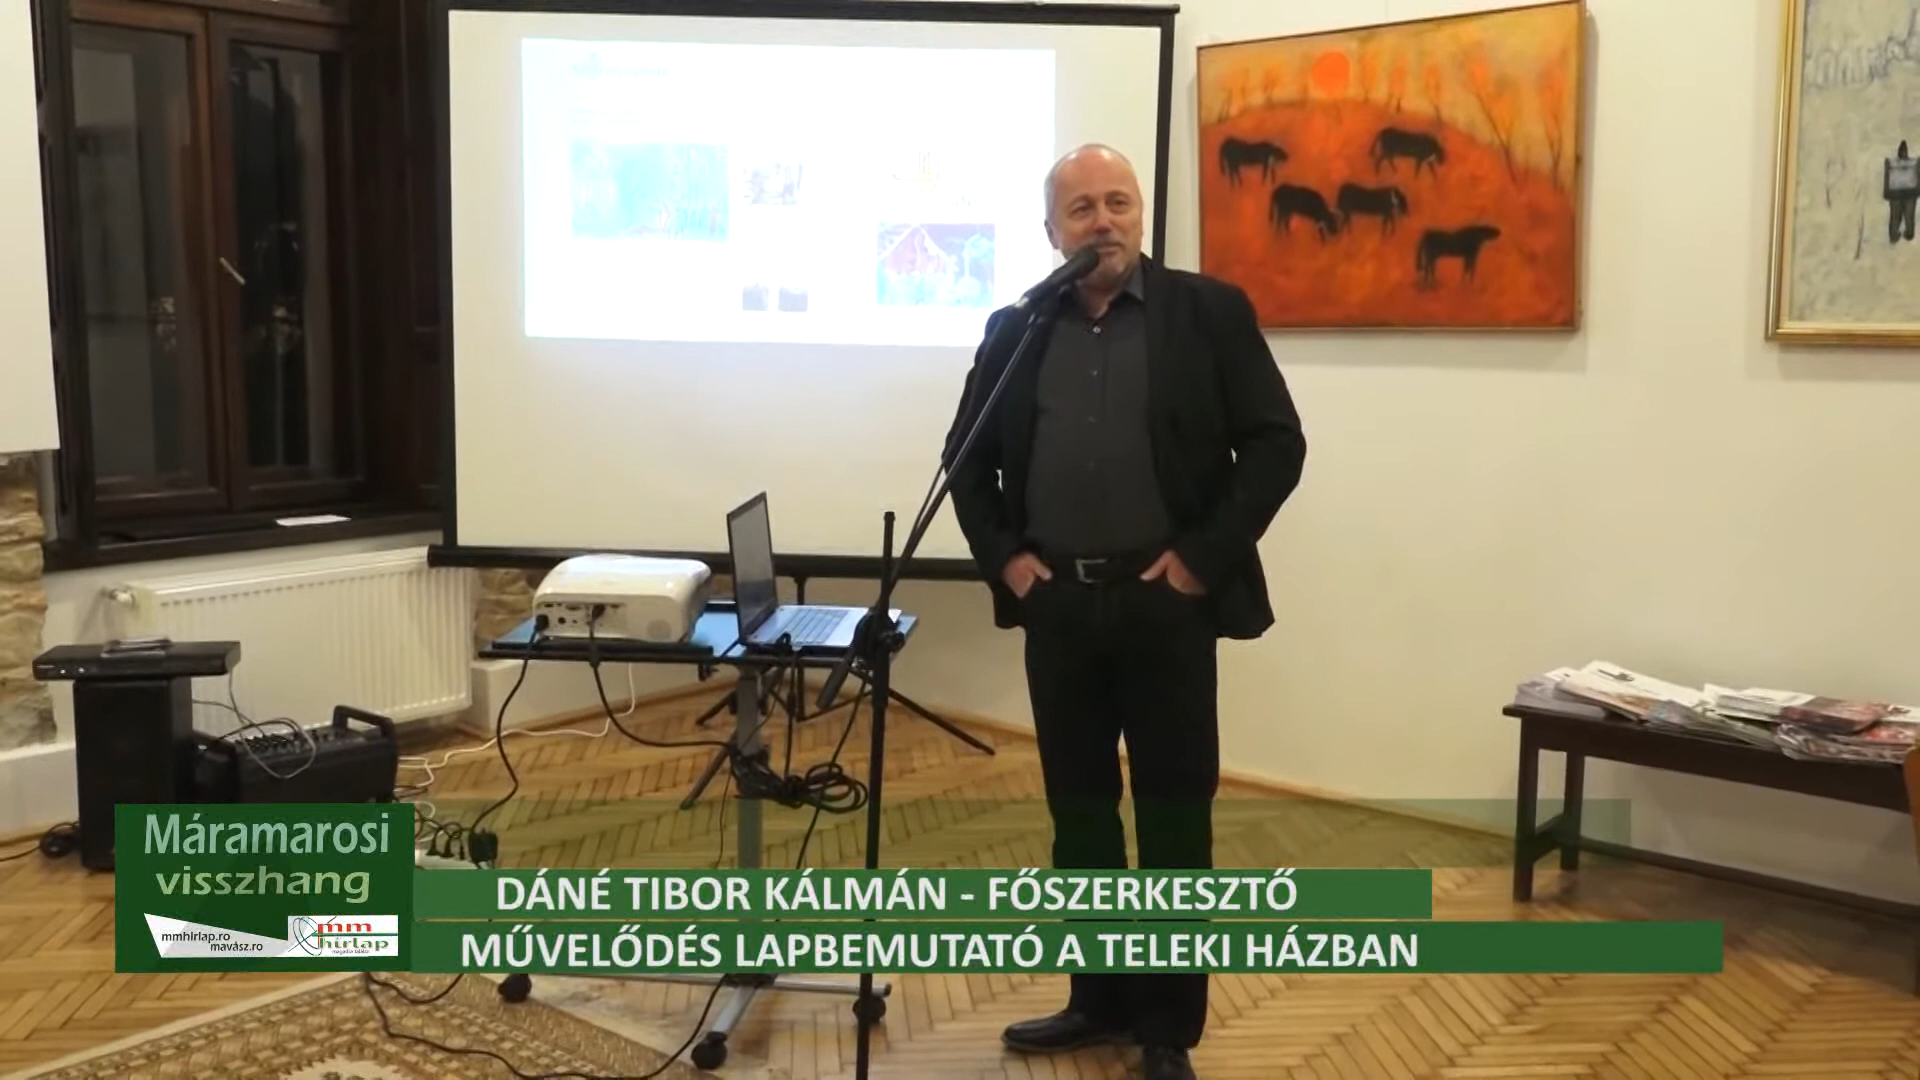 Máramarosi
visszhang
mmhirlap.ro
mavász.ro
mm
hírlap
DÁNÉ TIBOR KÁLMÁN - FŐSZERKESZTŐ
MŰVELŐDÉS LAPBEMUTATÓ A TELEKI HÁZBAN